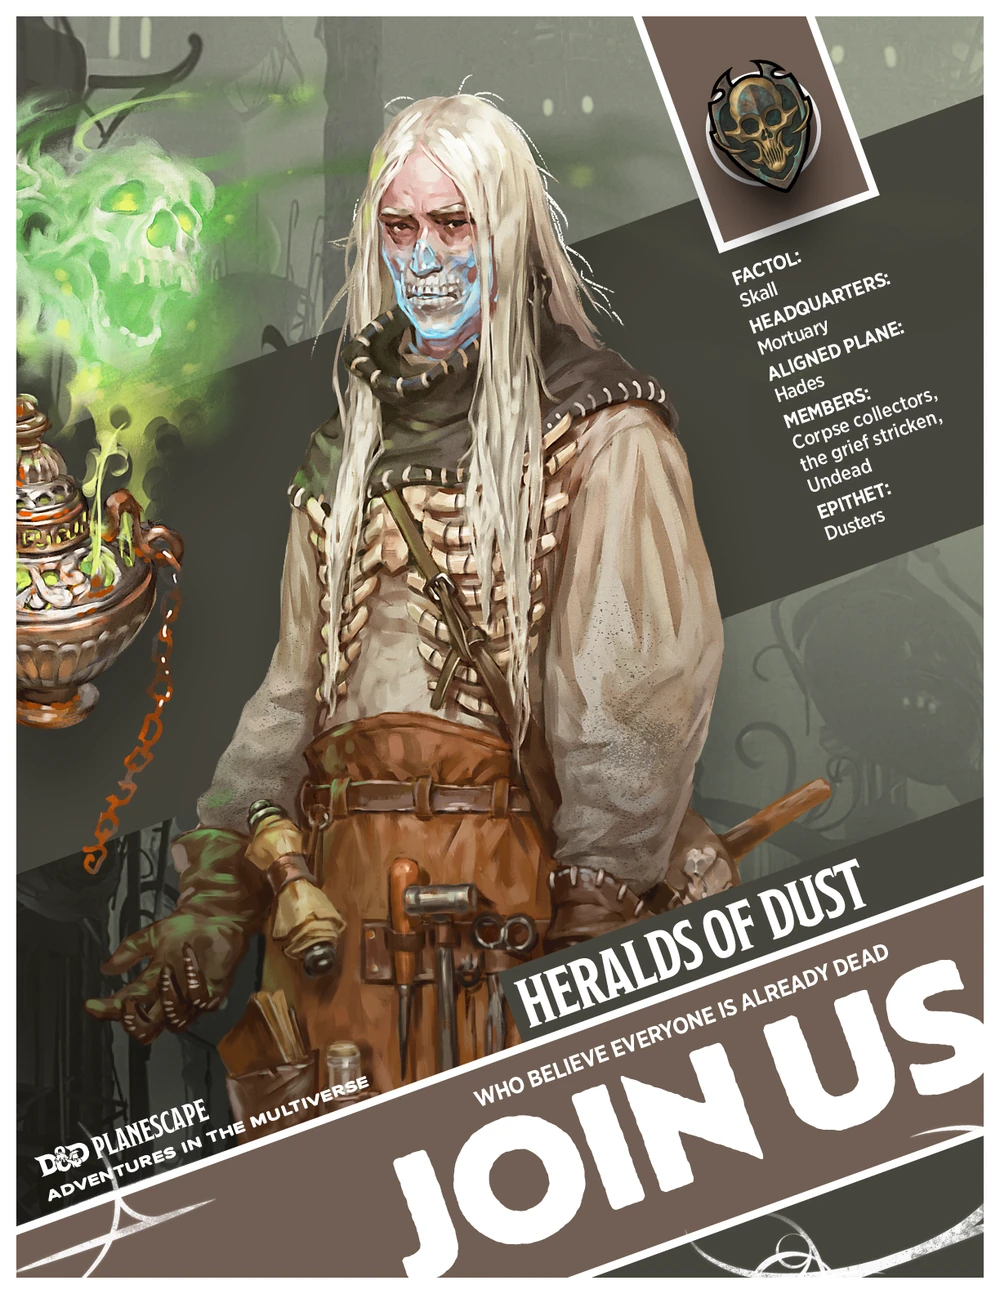 FACTOL:
Skall
HEADQUARTERS:
Mortuary
ALIGNED PLANE:
Hades
MEMBERS:
Corpse collectors,
the grief stricken,
Undead
EPITHET:
Dusters
HERALDS OF DUST
WHO BELIEVE EVERYONE IS ALREADY DEAD
JOIN US
D&D PLANESCAPE
ADVENTURES IN THE MULTIVERSE